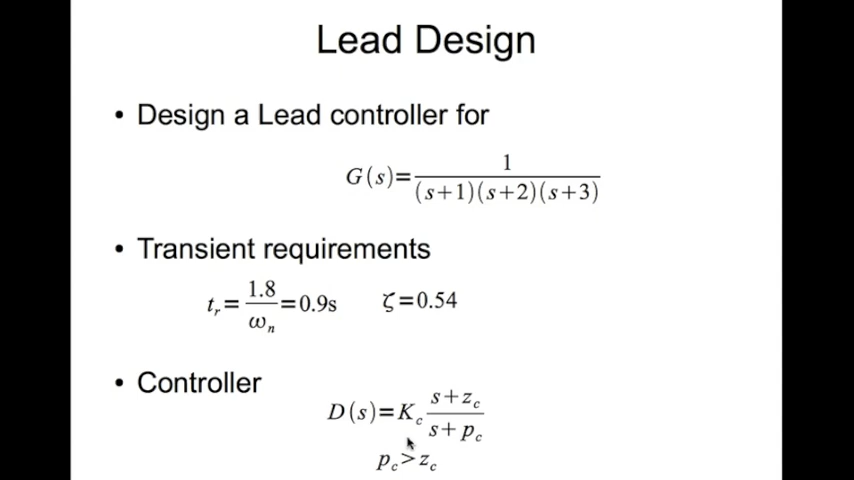 Lead Design
• Design a Lead controller for
G(s)=1/((s+1)(s+2)(s+3))
• Transient requirements
t_r=1.8/ω_n=0.9s ζ=0.54
• Controller
D(s)=K_c (s+z_c)/(s+p_c)
p_c>z_c